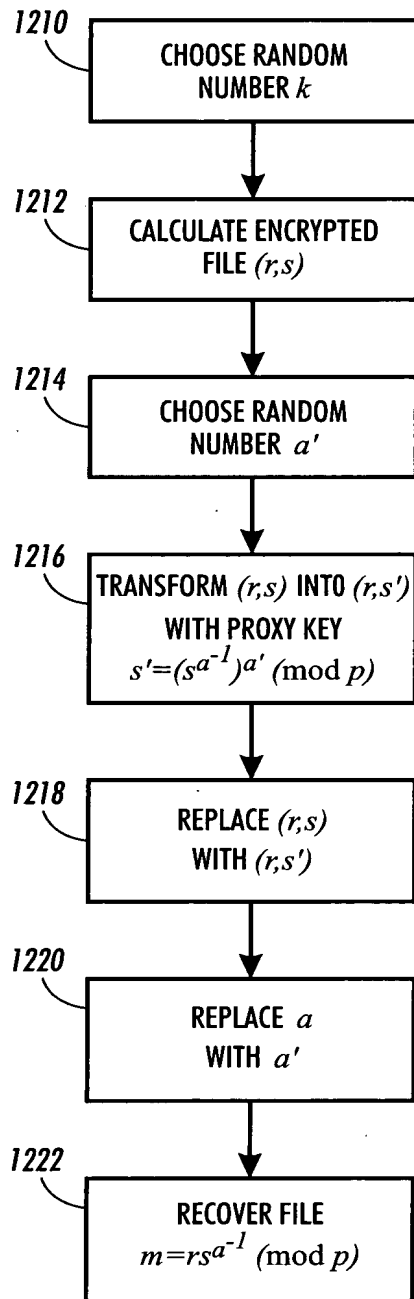 1210
CHOOSE RANDOM
NUMBER k
1212
CALCULATE ENCRYPTED
FILE (r,s)
1214
CHOOSE RANDOM
NUMBER a'
1216
TRANSFORM (r,s) INTO (r,s')
WITH PROXY KEY
s'=(s^{a^{-1}})^{a'} (mod p)
1218
REPLACE (r,s)
WITH (r,s')
1220
REPLACE a
WITH a'
1222
RECOVER FILE
m=rs^{a^{-1}} (mod p)